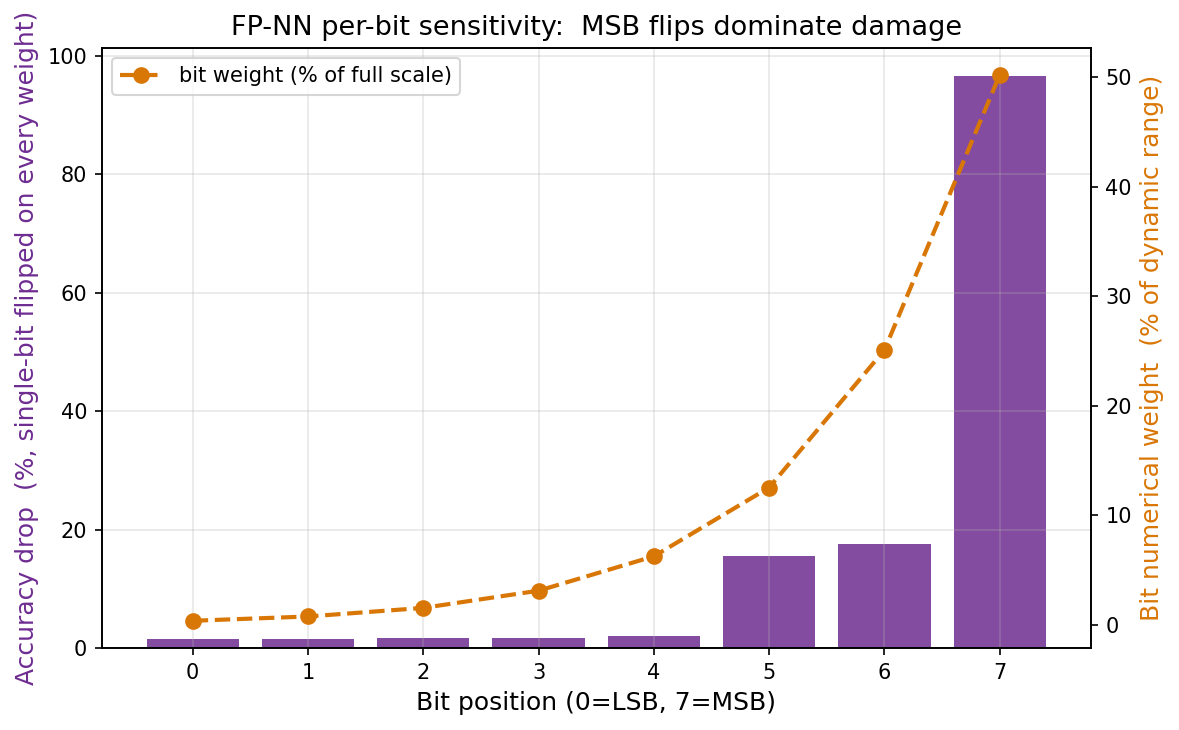 FP-NN per-bit sensitivity:  MSB flips dominate damage
Accuracy drop  (%, single-bit flipped on every weight)
100
80
60
40
20
0
bit weight (% of full scale)
50
40
30
20
10
0
Bit numerical weight  (% of dynamic range)
0 1 2 3 4 5 6 7
Bit position (0=LSB, 7=MSB)